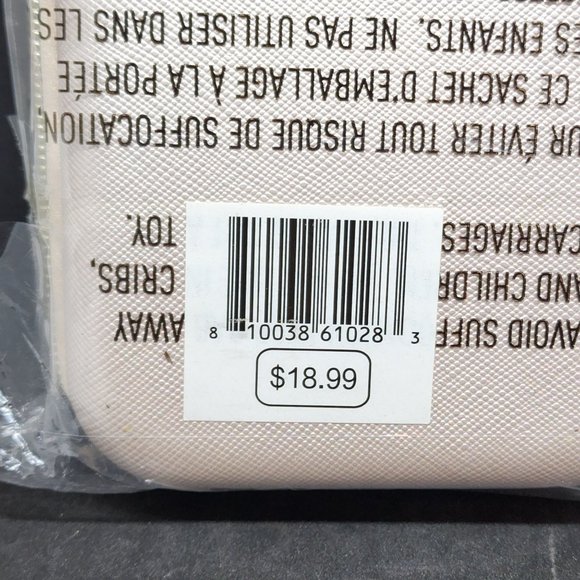 8 10038 61028 3
$18.99
AVOID SUFF AWAY
AND CHILDR CRIBS,
CARRIAGES TOY.
UR ÉVITER TOUT RISQUE DE SUFFOCATION,
CE SACHET D'EMBALLAGE À LA PORTÉE
ES ENFANTS. NE PAS UTILISER DANS LES